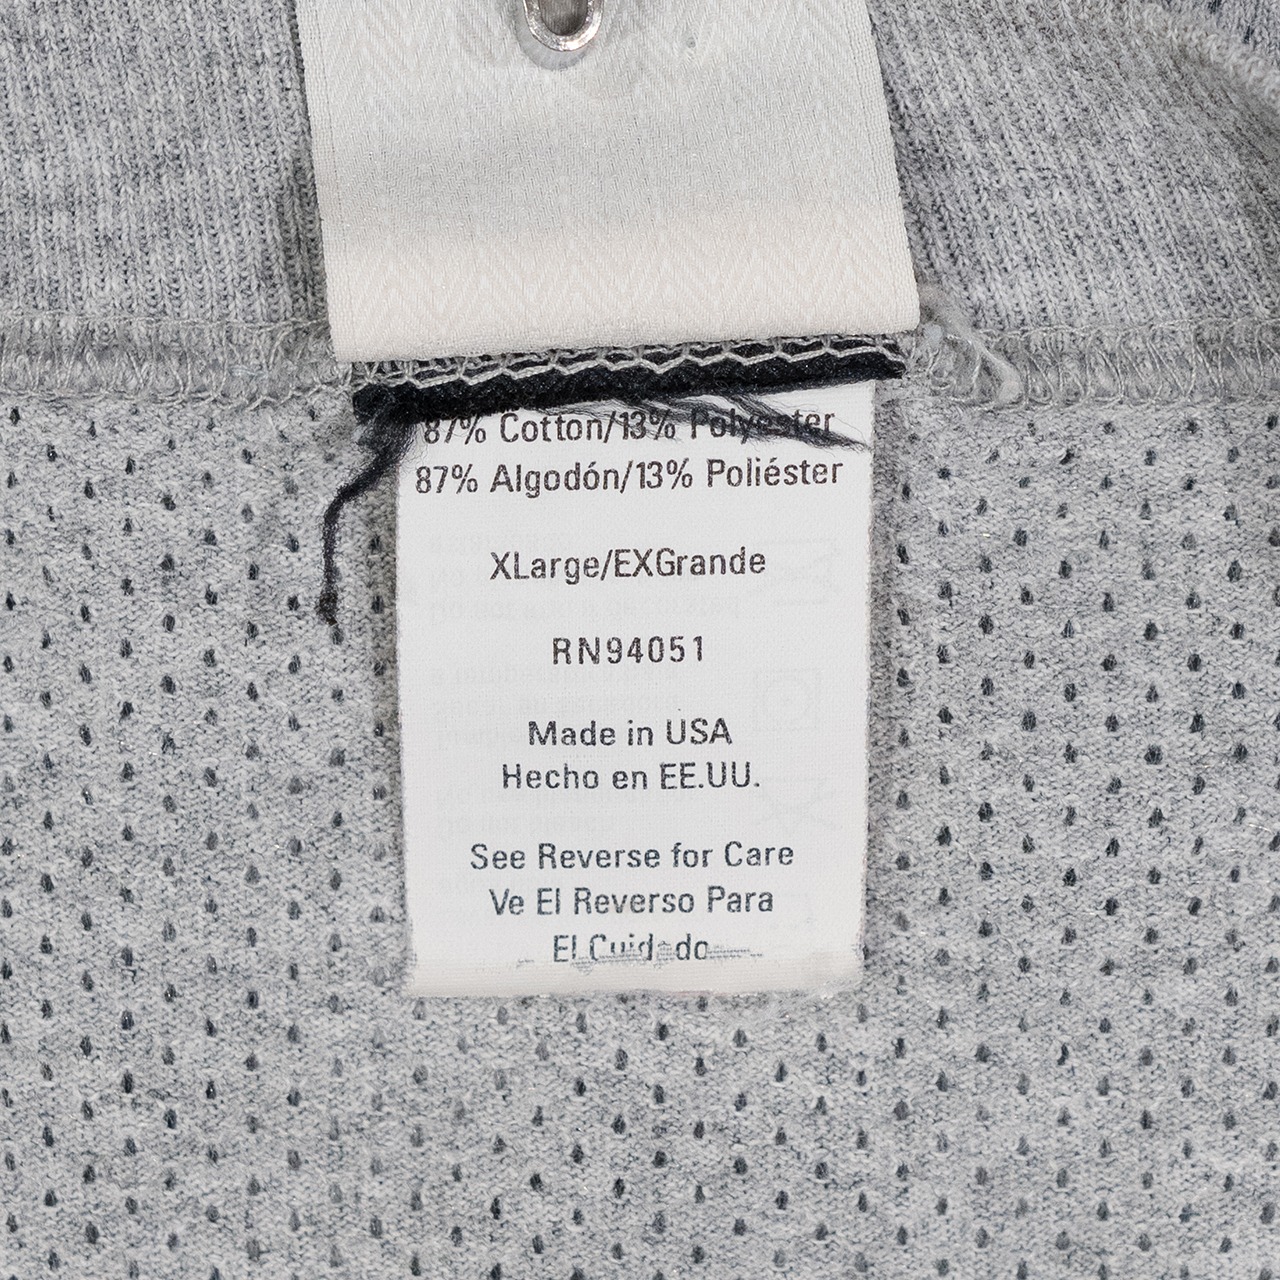 87% Cotton/13% Polyester
87% Algodón/13% Poliéster
XLarge/EXGrande
RN94051
Made in USA
Hecho en EE.UU.
See Reverse for Care
Ve El Reverso Para
El Cuidado